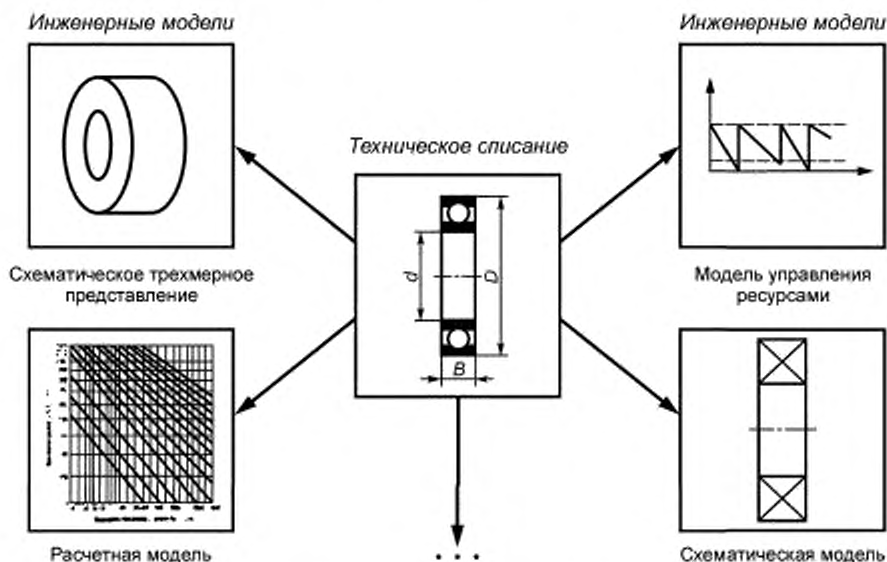 Инженерные модели
Инженерные модели
Техническое списание
d
D
B
Схематическое трехмерное
представление
Модель управления
ресурсами
Расчетная модель
. . .
Схематическая модель